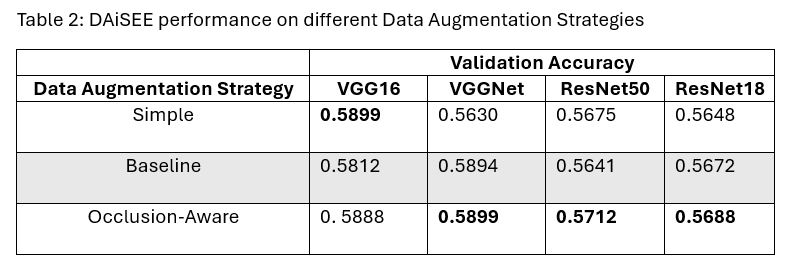 Table 2: DAiSEE performance on different Data Augmentation Strategies
Validation Accuracy
Data Augmentation Strategy VGG16 VGGNet ResNet50 ResNet18
Simple 0.5899 0.5630 0.5675 0.5648
Baseline 0.5812 0.5894 0.5641 0.5672
Occlusion-Aware 0. 5888 0.5899 0.5712 0.5688